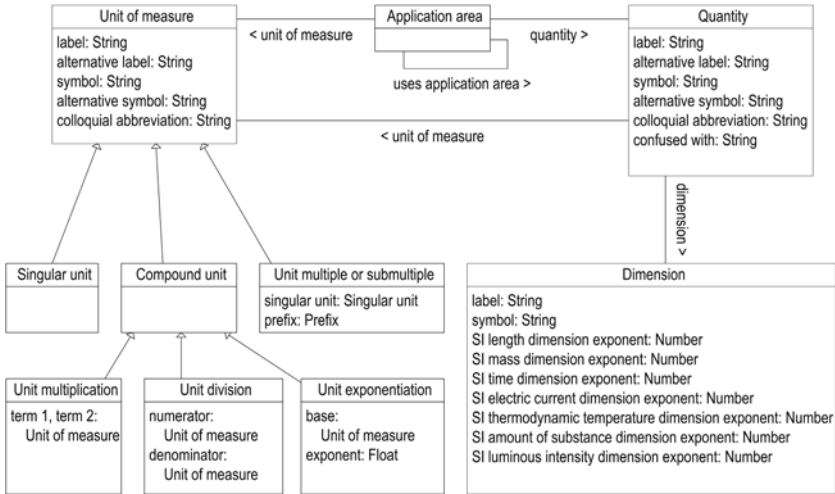 Unit of measure
label: String
alternative label: String
symbol: String
alternative symbol: String
colloquial abbreviation: String
< unit of measure
Application area
quantity >
uses application area >
Quantity
label: String
alternative label: String
symbol: String
alternative symbol: String
colloquial abbreviation: String
confused with: String
< unit of measure
dimension >
Singular unit
Compound unit
Unit multiple or submultiple
singular unit: Singular unit
prefix: Prefix
Dimension
label: String
symbol: String
SI length dimension exponent: Number
SI mass dimension exponent: Number
SI time dimension exponent: Number
SI electric current dimension exponent: Number
SI thermodynamic temperature dimension exponent: Number
SI amount of substance dimension exponent: Number
SI luminous intensity dimension exponent: Number
Unit multiplication
term 1, term 2:
Unit of measure
Unit division
numerator:
Unit of measure
denominator:
Unit of measure
Unit exponentiation
base:
Unit of measure
exponent: Float